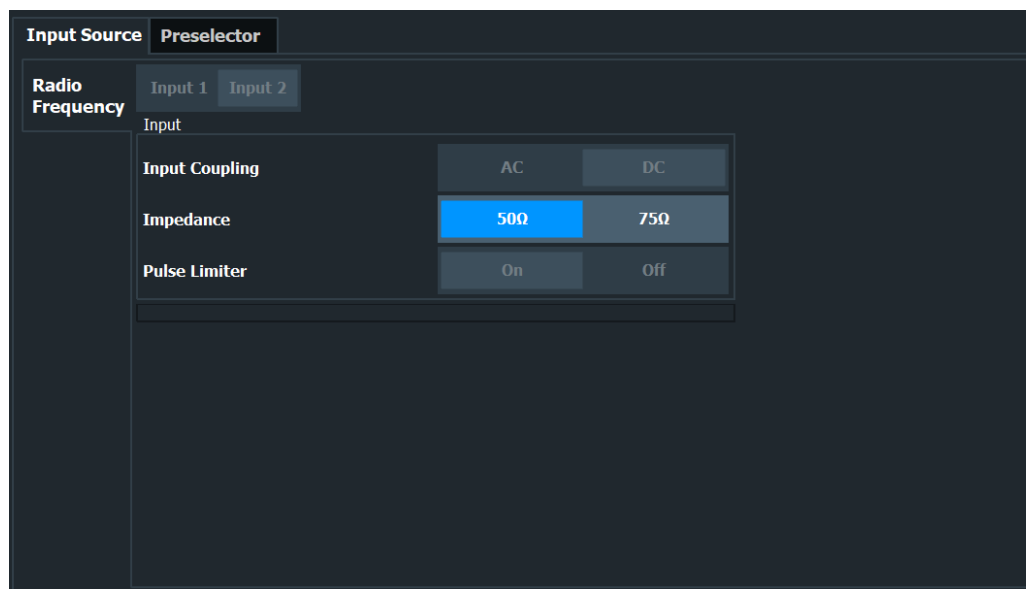 Input Source Preselector
Radio Frequency
Input 1 Input 2
Input
Input Coupling AC DC
Impedance 50Ω 75Ω
Pulse Limiter On Off